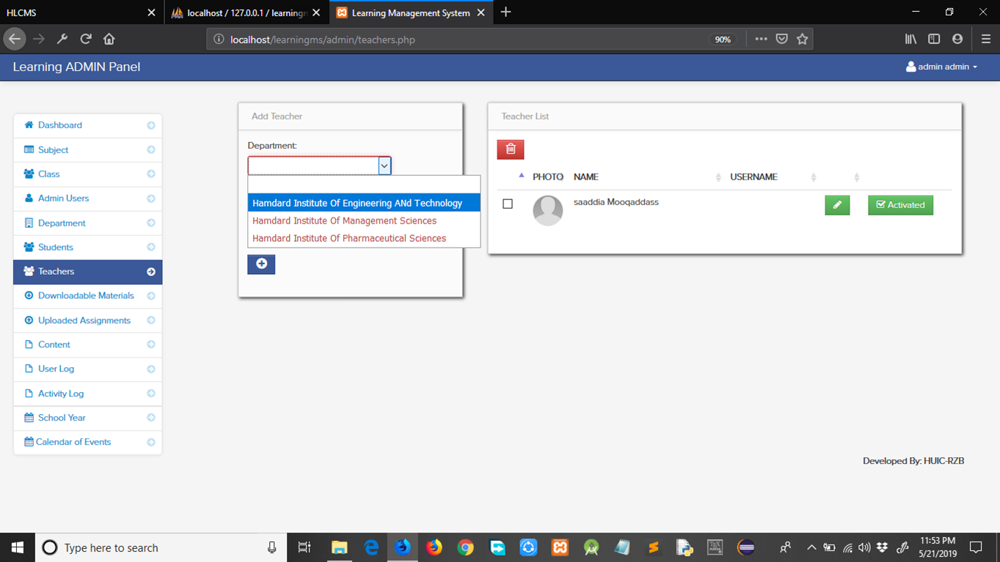 HLCMS
localhost / 127.0.0.1 / learningm
Learning Management System
localhost/learningms/admin/teachers.php
90%
Learning ADMIN Panel
admin admin
Dashboard
Subject
Class
Admin Users
Department
Students
Teachers
Downloadable Materials
Uploaded Assignments
Content
User Log
Activity Log
School Year
Calendar of Events
Add Teacher
Department:
Hamdard Institute Of Engineering ANd Technology
Hamdard Institute Of Management Sciences
Hamdard Institute Of Pharmaceutical Sciences
Teacher List
PHOTO NAME USERNAME
saaddia Mooqaddass
Activated
Developed By: HUIC-RZB
Type here to search
11:53 PM
5/21/2019